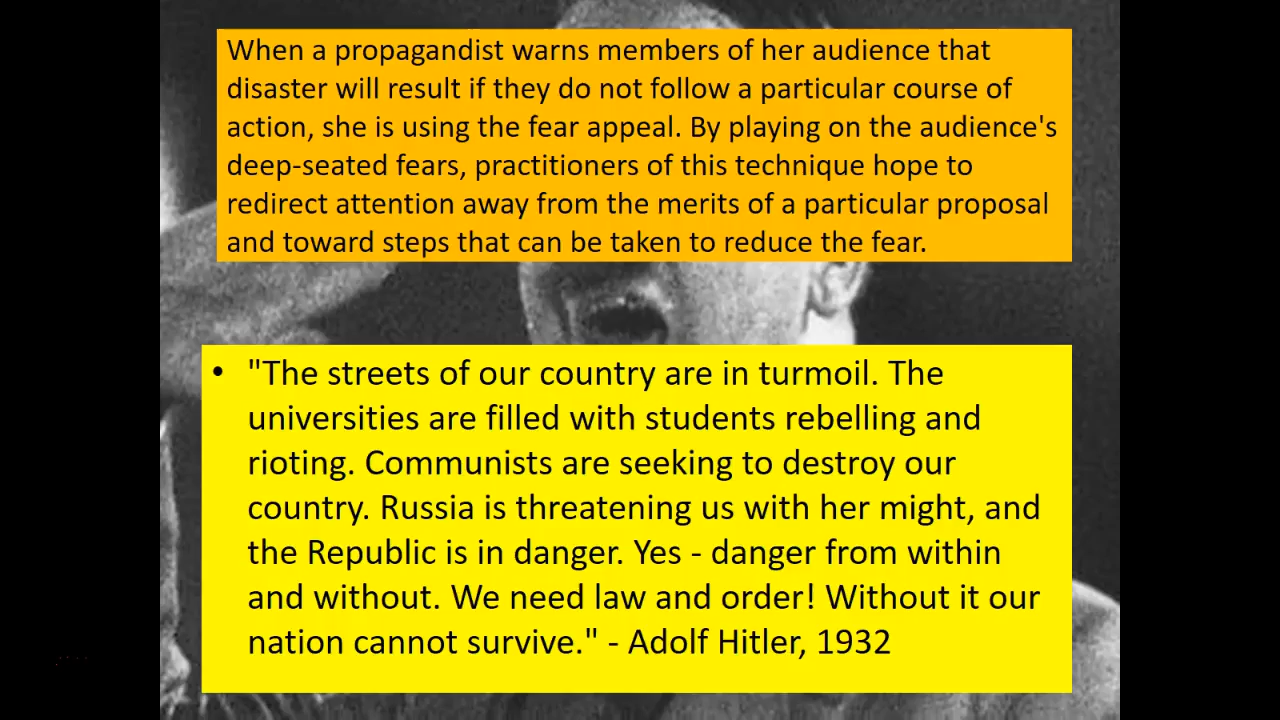 When a propagandist warns members of her audience that
disaster will result if they do not follow a particular course of
action, she is using the fear appeal. By playing on the audience's
deep-seated fears, practitioners of this technique hope to
redirect attention away from the merits of a particular proposal
and toward steps that can be taken to reduce the fear.
• "The streets of our country are in turmoil. The
universities are filled with students rebelling and
rioting. Communists are seeking to destroy our
country. Russia is threatening us with her might, and
the Republic is in danger. Yes - danger from within
and without. We need law and order! Without it our
nation cannot survive." - Adolf Hitler, 1932